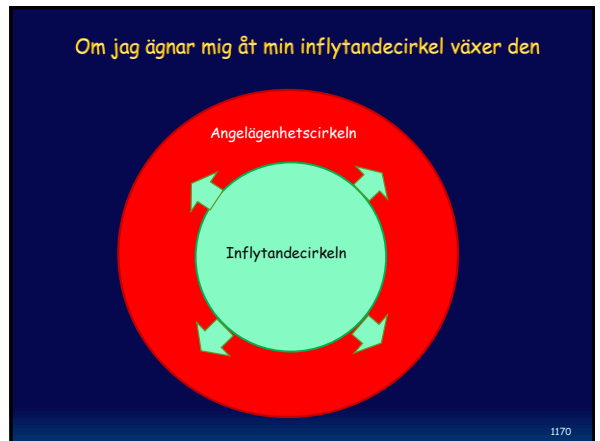 Om jag ägnar mig åt min inflytandecirkel växer den
Angelägenhetscirkeln
Inflytandecirkeln
1170